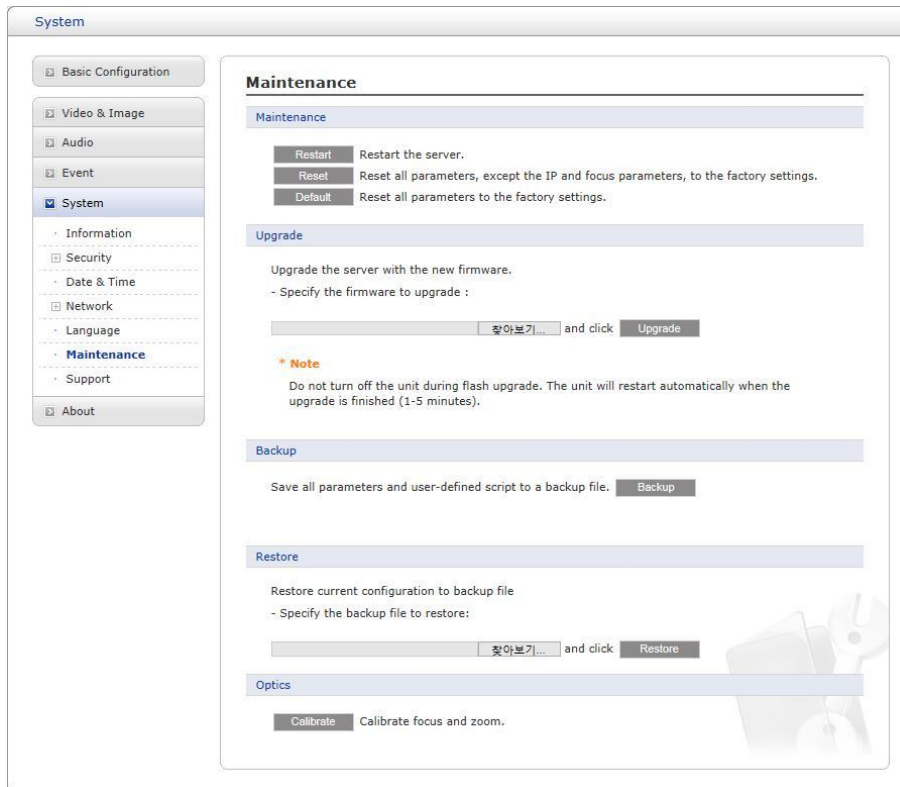 System
Basic Configuration
Video & Image
Audio
Event
System
Information
Security
Date & Time
Network
Language
Maintenance
Support
About
Maintenance
Maintenance
Restart Restart the server.
Reset Reset all parameters, except the IP and focus parameters, to the factory settings.
Default Reset all parameters to the factory settings.
Upgrade
Upgrade the server with the new firmware.
- Specify the firmware to upgrade :
찾아보기... and click Upgrade
* Note
Do not turn off the unit during flash upgrade. The unit will restart automatically when the
upgrade is finished (1-5 minutes).
Backup
Save all parameters and user-defined script to a backup file. Backup
Restore
Restore current configuration to backup file
- Specify the backup file to restore:
찾아보기... and click Restore
Optics
Calibrate Calibrate focus and zoom.